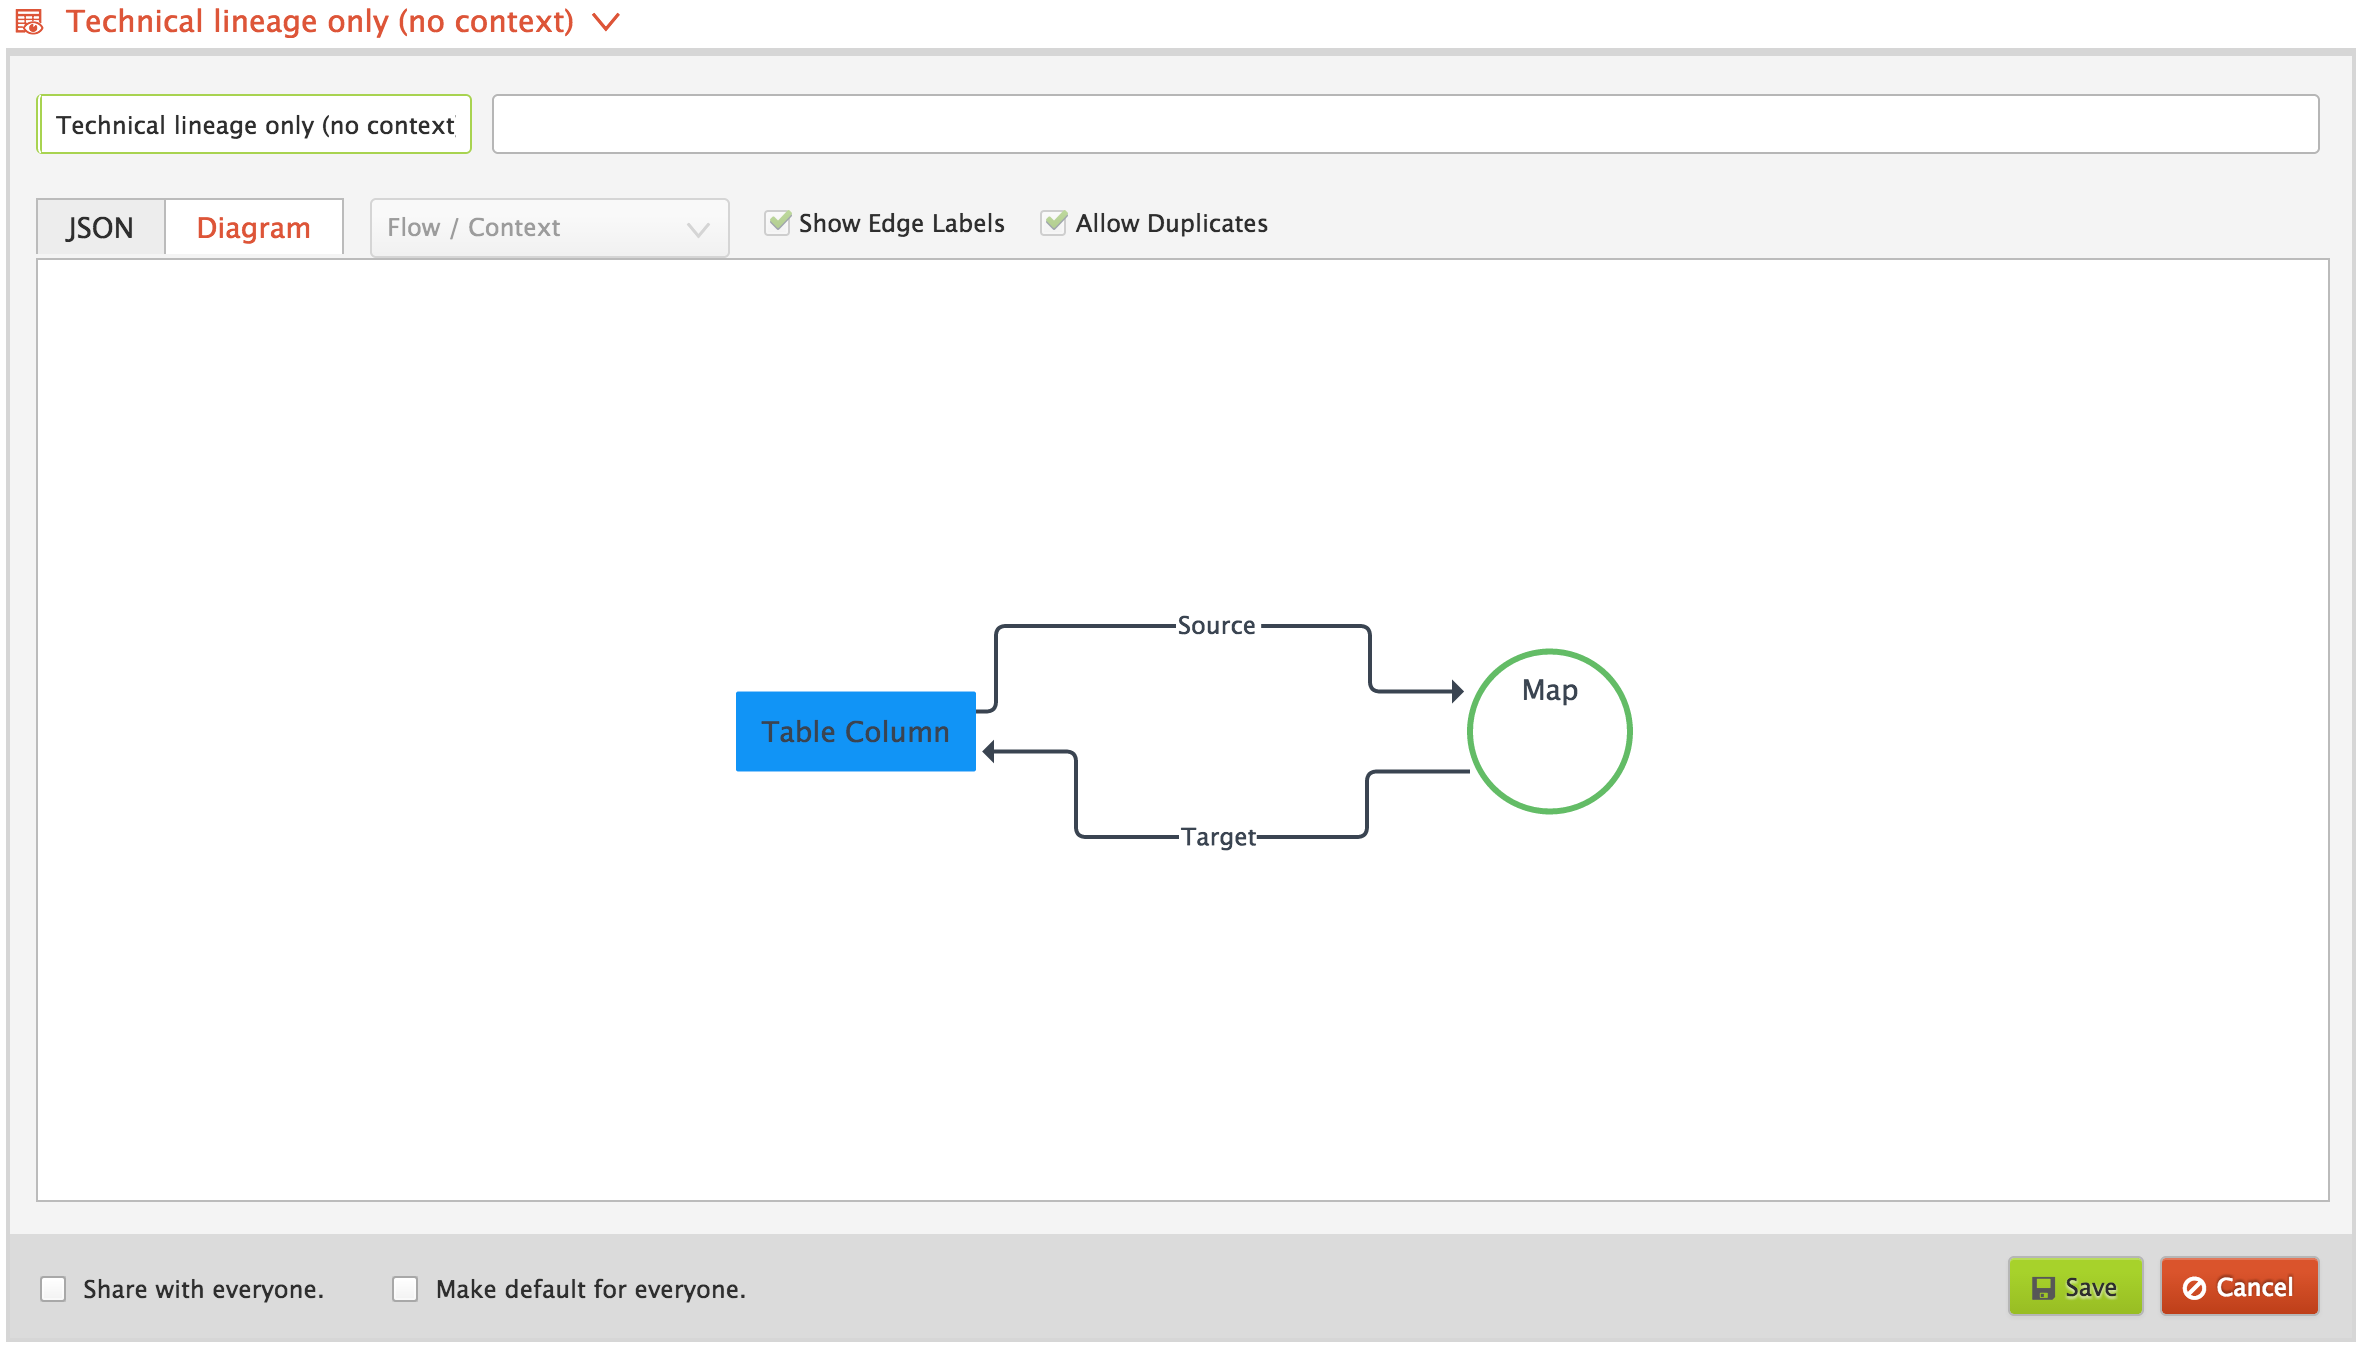 Technical lineage only (no context)
Technical lineage only (no context
JSON Diagram Flow / Context Show Edge Labels Allow Duplicates
Source
Map
Table Column
Target
Share with everyone. Make default for everyone. Save Cancel